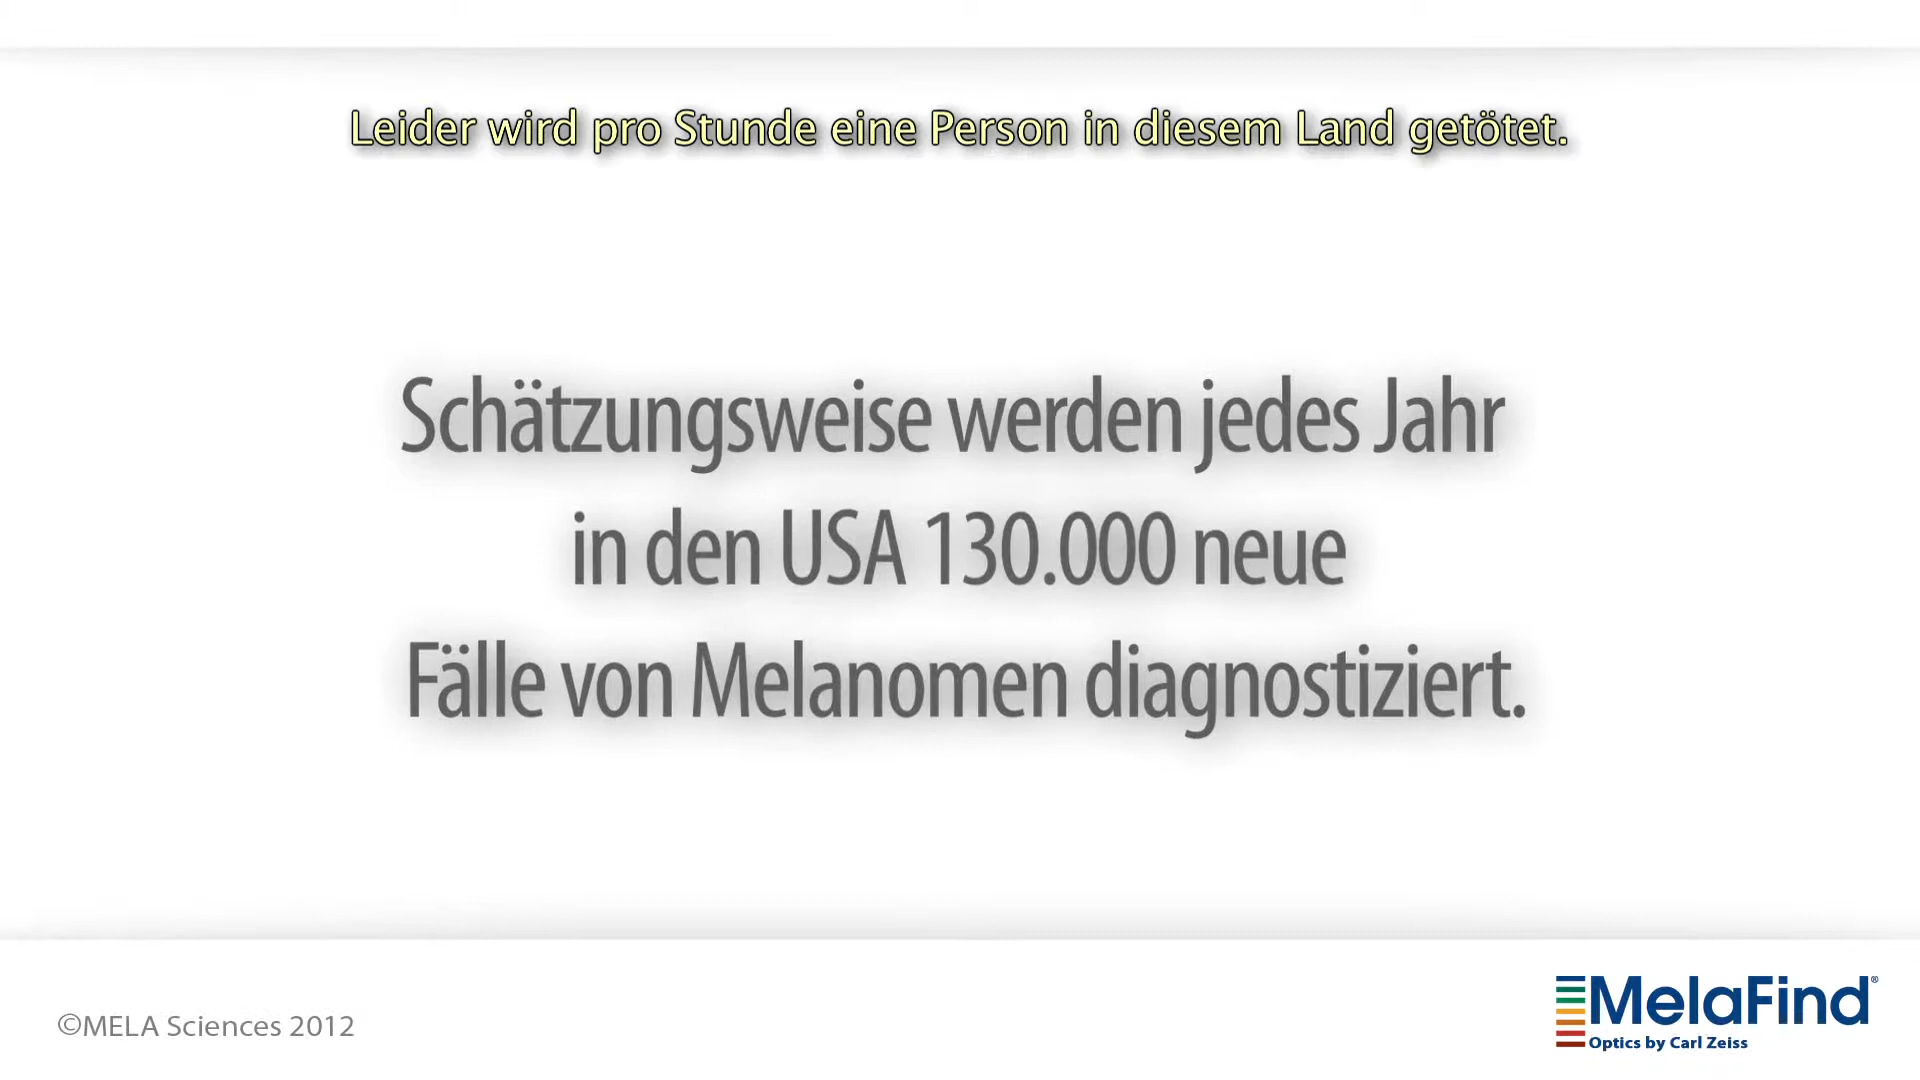 Leider wird pro Stunde eine Person in diesem Land getötet.
Schätzungsweise werden jedes Jahr
in den USA 130.000 neue
Fälle von Melanomen diagnostiziert.
©MELA Sciences 2012
MelaFind®
Optics by Carl Zeiss